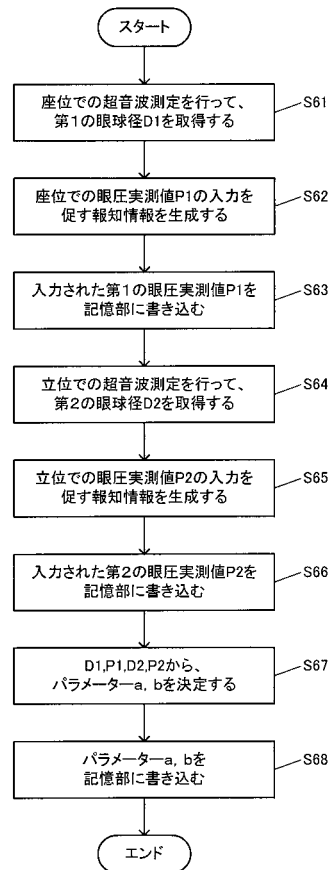 スタート
座位での超音波測定を行って、
第1の眼球径D1を取得する
S61
座位での眼圧実測値P1の入力を
促す報知情報を生成する
S62
入力された第1の眼圧実測値P1を
記憶部に書き込む
S63
立位での超音波測定を行って、
第2の眼球径D2を取得する
S64
立位での眼圧実測値P2の入力を
促す報知情報を生成する
S65
入力された第2の眼圧実測値P2を
記憶部に書き込む
S66
D1,P1,D2,P2から、
パラメーターa, bを決定する
S67
パラメーターa, bを
記憶部に書き込む
S68
エンド